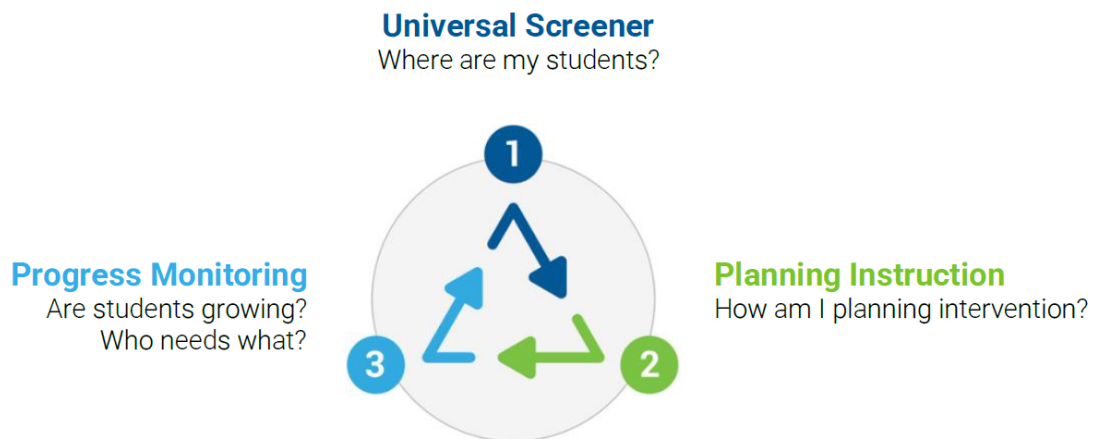 Universal Screener
Where are my students?
1
Progress Monitoring
Are students growing?
Who needs what?
Planning Instruction
How am I planning intervention?
3
2